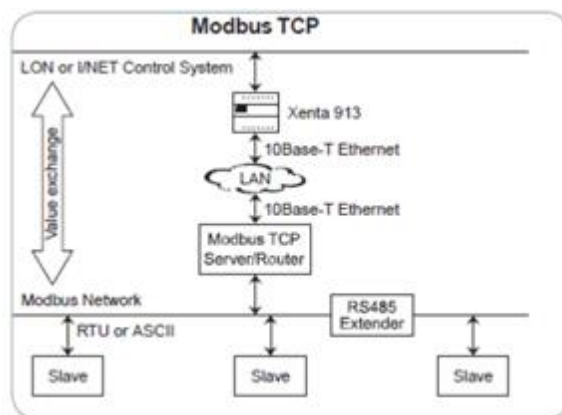 Modbus TCP
LON or I/NET Control System
Xenta 913
10Base-T Ethernet
LAN
10Base-T Ethernet
Value exchange
Modbus TCP
Server/Router
Modbus Network
RS485
Extender
RTU or ASCII
Slave
Slave
Slave